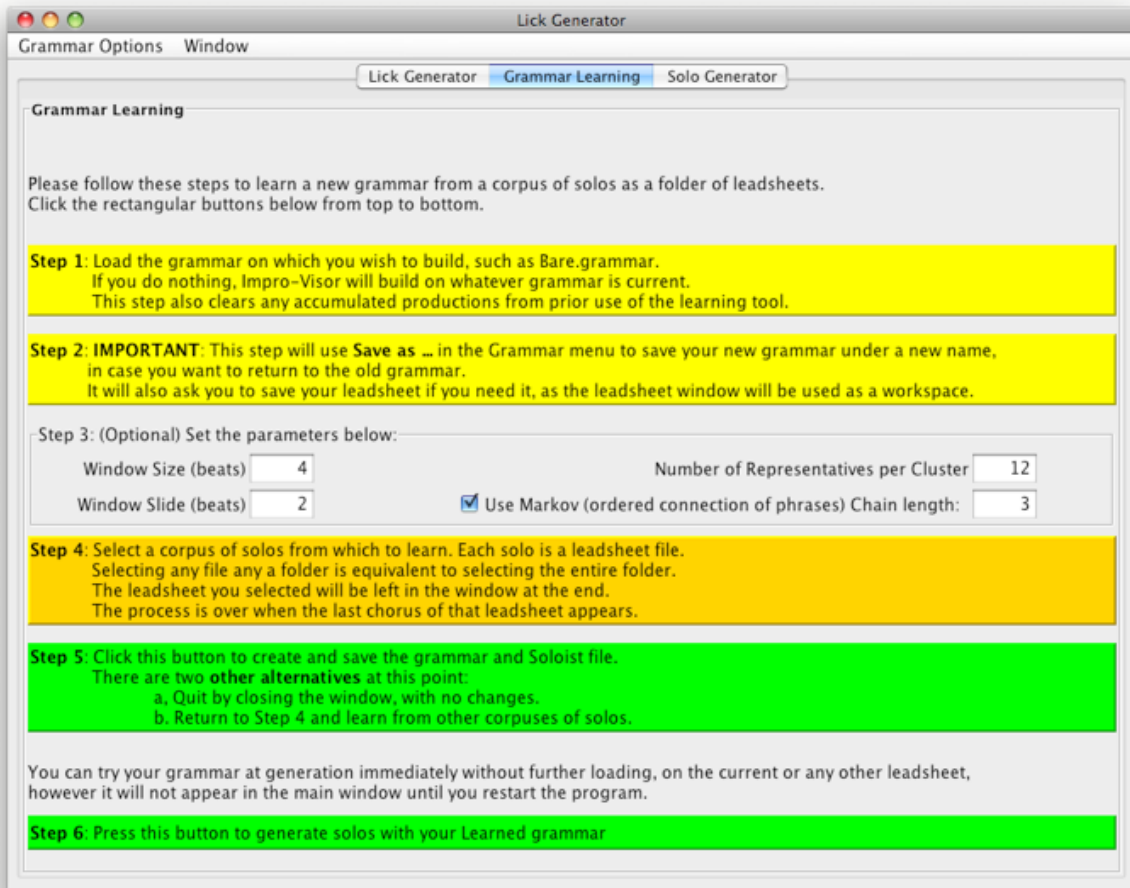 Lick Generator
Grammar Options Window
Lick Generator Grammar Learning Solo Generator
Grammar Learning
Please follow these steps to learn a new grammar from a corpus of solos as a folder of leadsheets.
Click the rectangular buttons below from top to bottom.
Step 1: Load the grammar on which you wish to build, such as Bare.grammar.
If you do nothing, Impro-Visor will build on whatever grammar is current.
This step also clears any accumulated productions from prior use of the learning tool.
Step 2: IMPORTANT: This step will use Save as ... in the Grammar menu to save your new grammar under a new name,
in case you want to return to the old grammar.
It will also ask you to save your leadsheet if you need it, as the leadsheet window will be used as a workspace.
Step 3: (Optional) Set the parameters below:
Window Size (beats) 4 Number of Representatives per Cluster 12
Window Slide (beats) 2 Use Markov (ordered connection of phrases) Chain length: 3
Step 4: Select a corpus of solos from which to learn. Each solo is a leadsheet file.
Selecting any file any a folder is equivalent to selecting the entire folder.
The leadsheet you selected will be left in the window at the end.
The process is over when the last chorus of that leadsheet appears.
Step 5: Click this button to create and save the grammar and Soloist file.
There are two other alternatives at this point:
a, Quit by closing the window, with no changes.
b. Return to Step 4 and learn from other corpuses of solos.
You can try your grammar at generation immediately without further loading, on the current or any other leadsheet,
however it will not appear in the main window until you restart the program.
Step 6: Press this button to generate solos with your Learned grammar